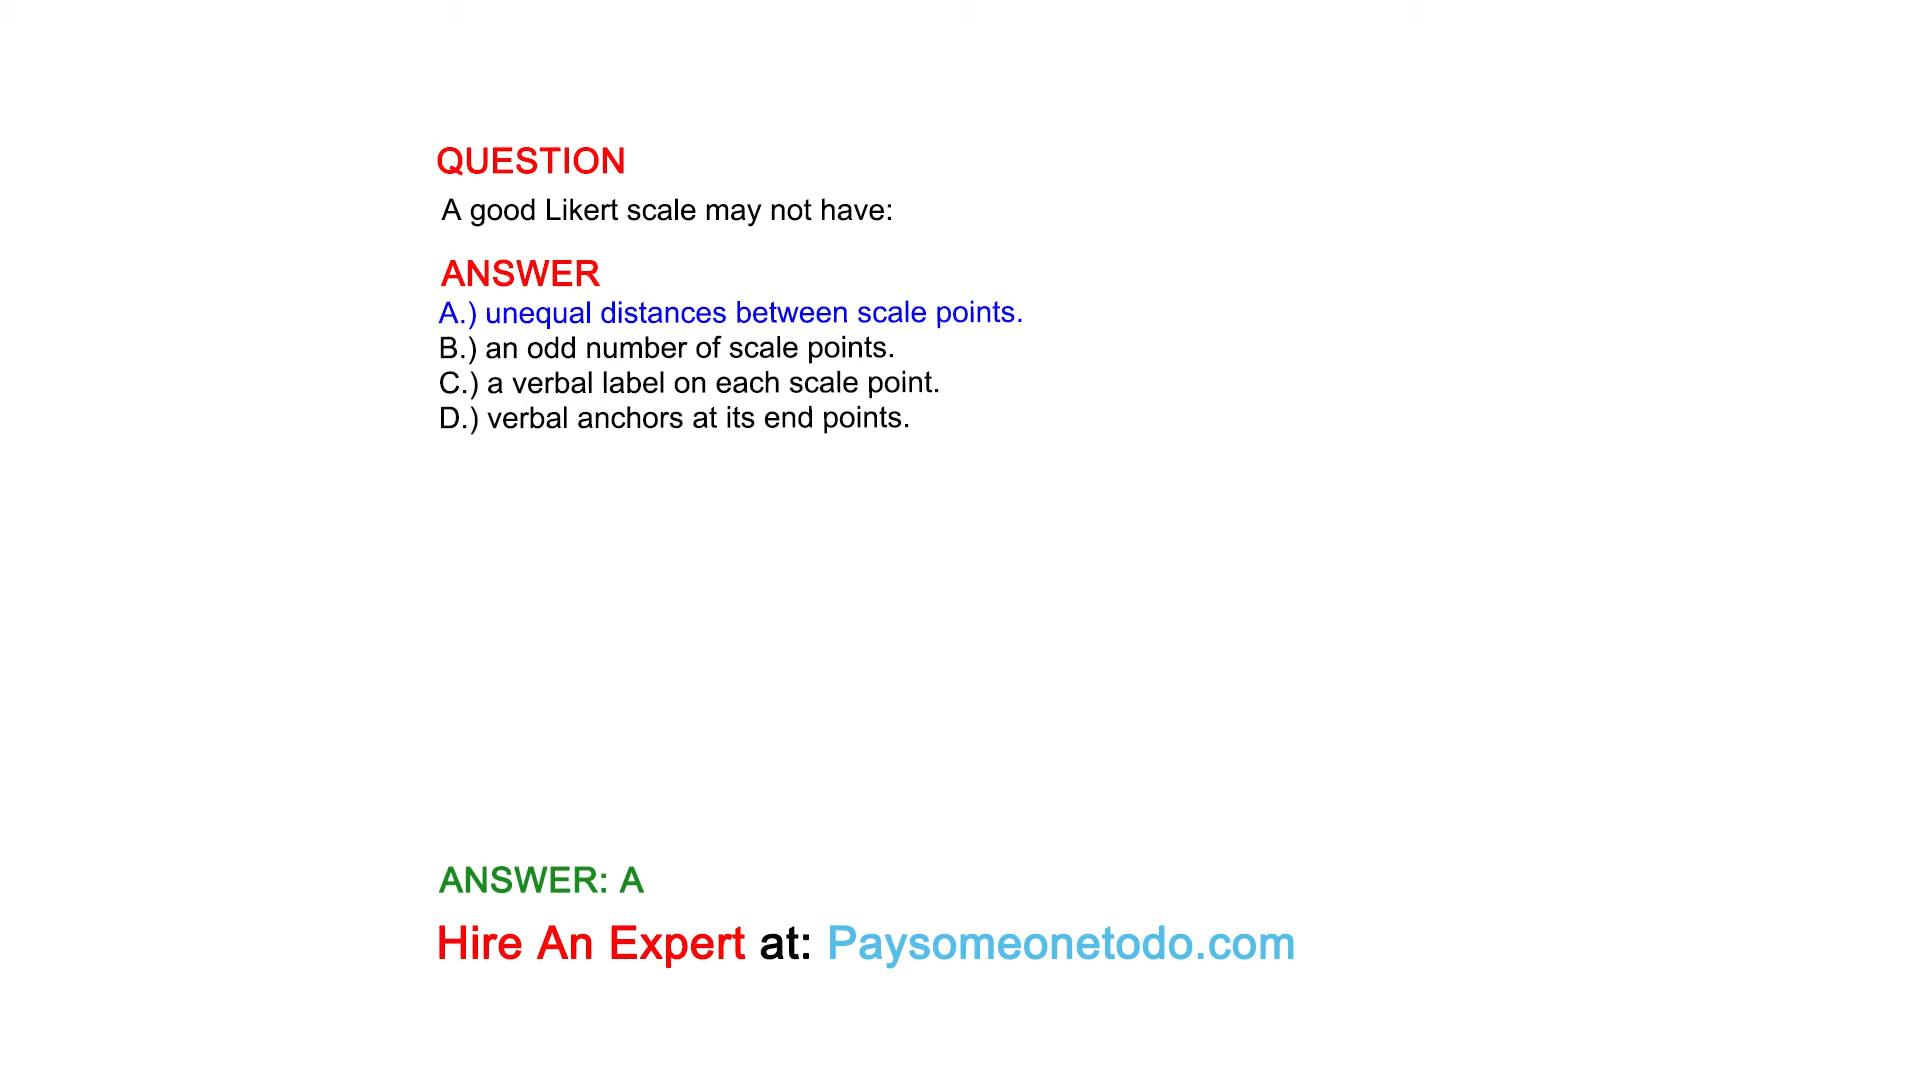 QUESTION
A good Likert scale may not have:
ANSWER
A.) unequal distances between scale points.
B.) an odd number of scale points.
C.) a verbal label on each scale point.
D.) verbal anchors at its end points.
ANSWER: A
Hire An Expert at: Paysomeonetodo.com